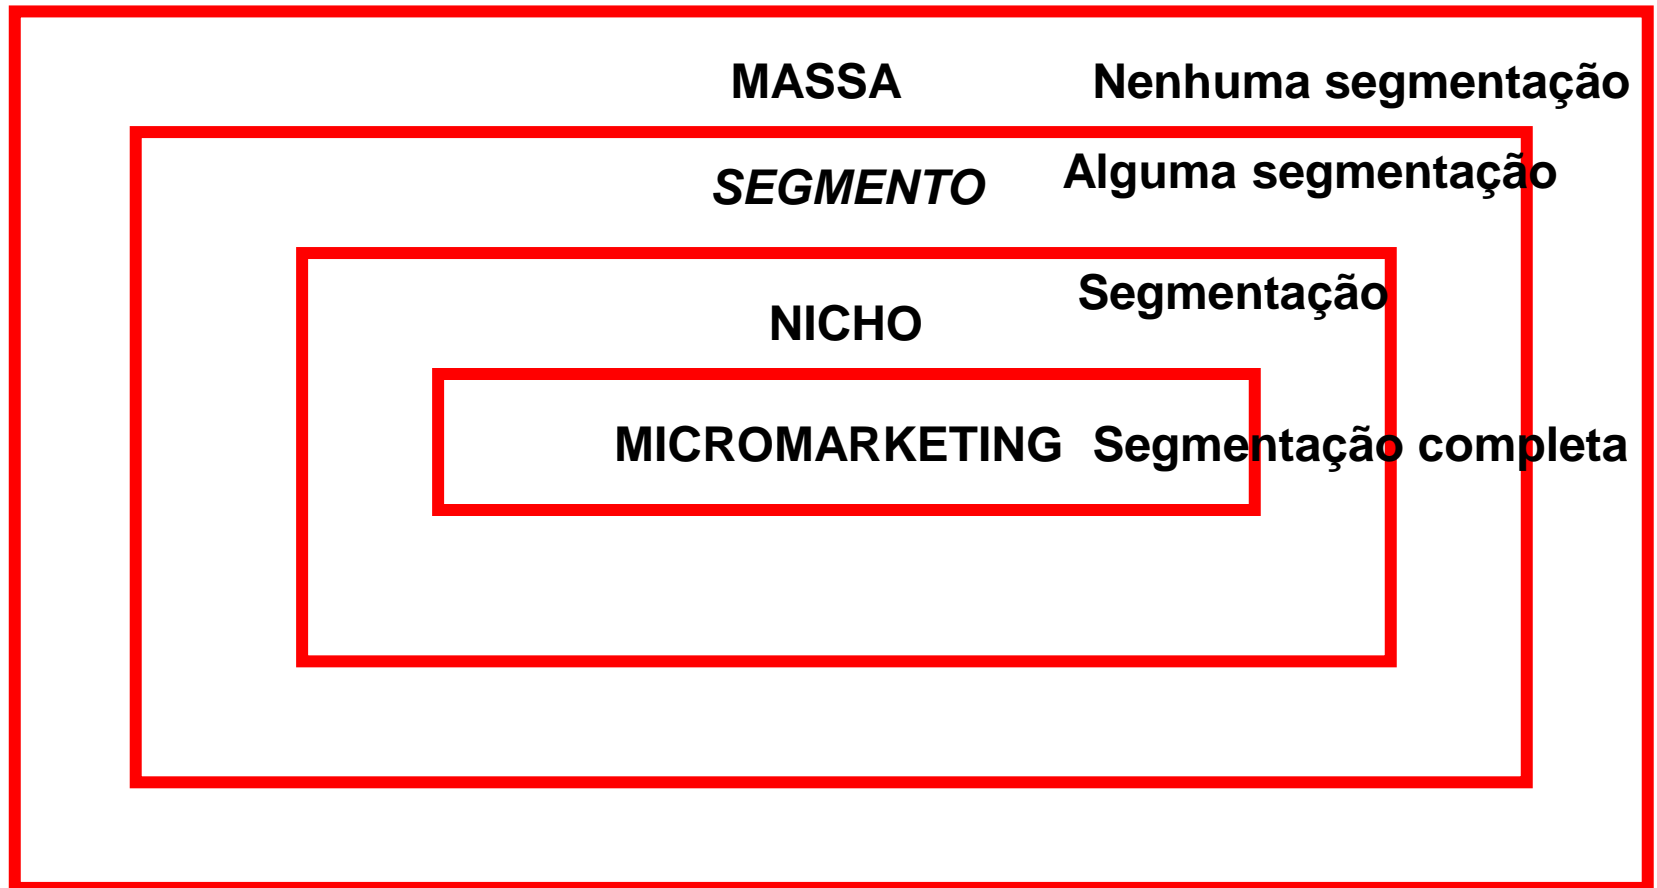 MASSA Nenhuma segmentação
SEGMENTO Alguma segmentação
NICHO Segmentação
MICROMARKETING Segmentação completa